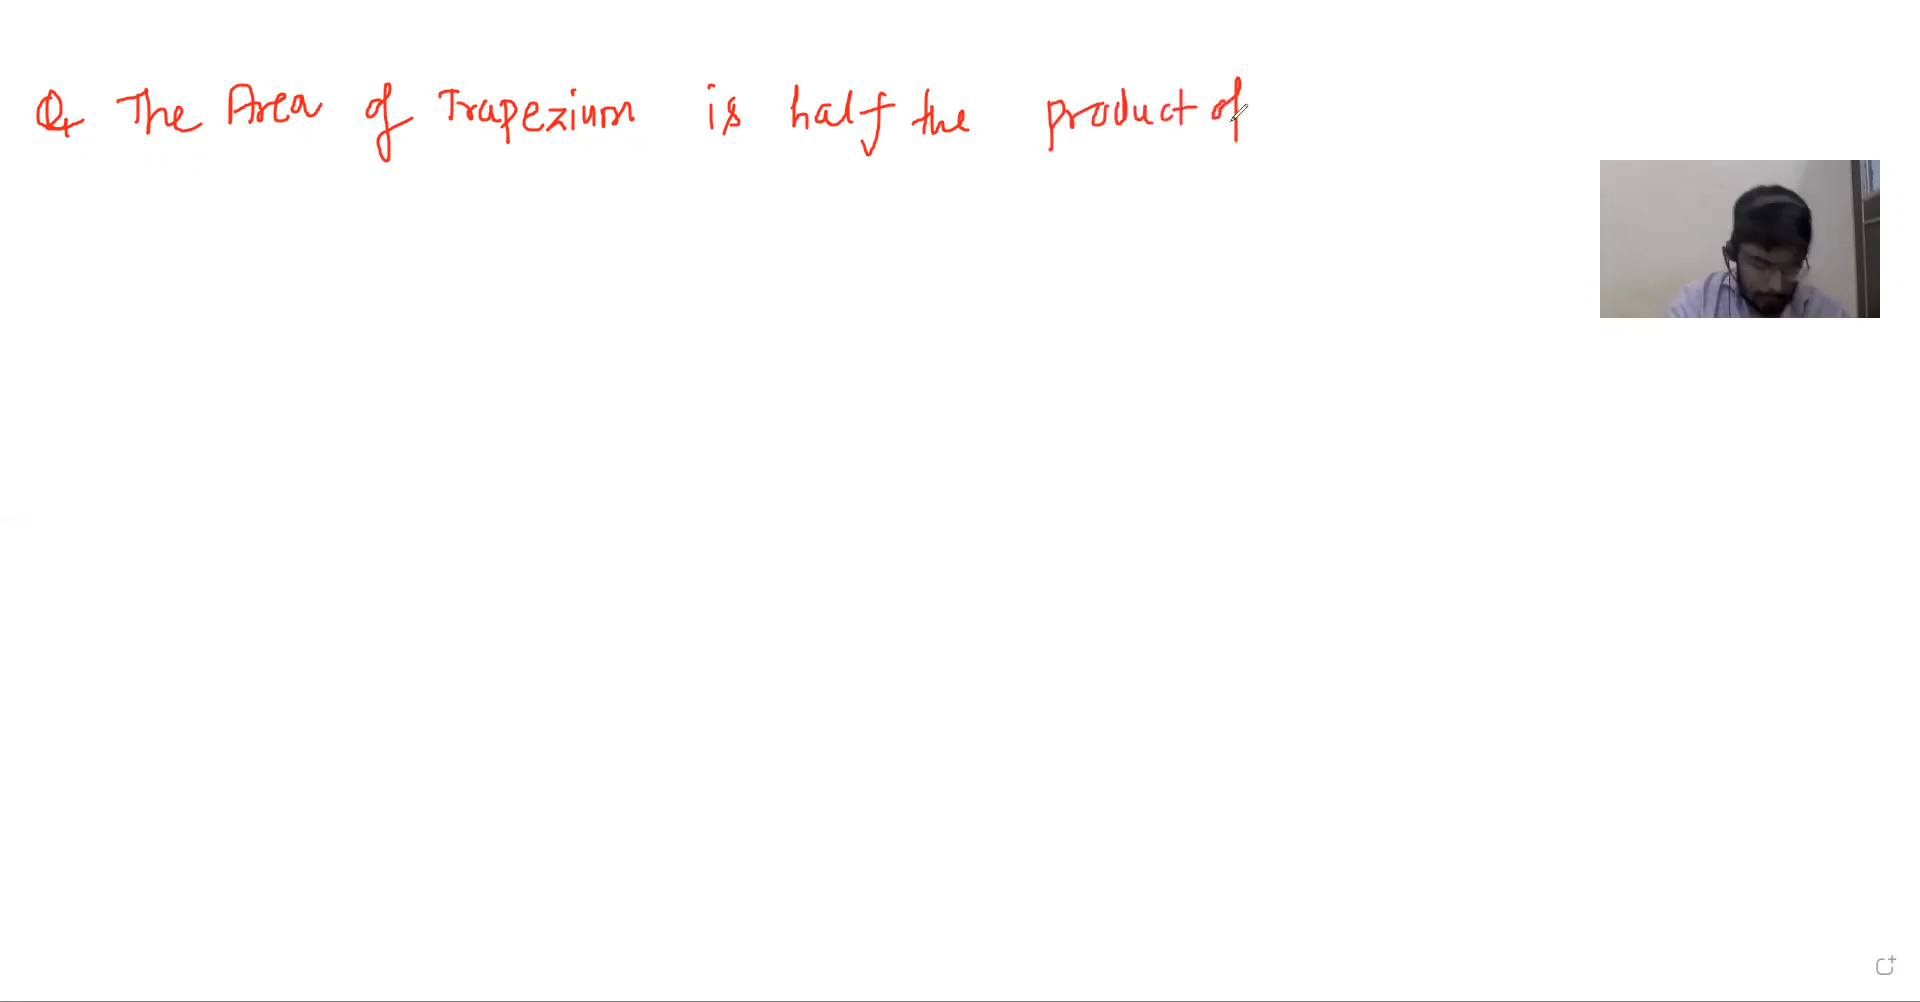 Q The Area of Trapezium is half the product of